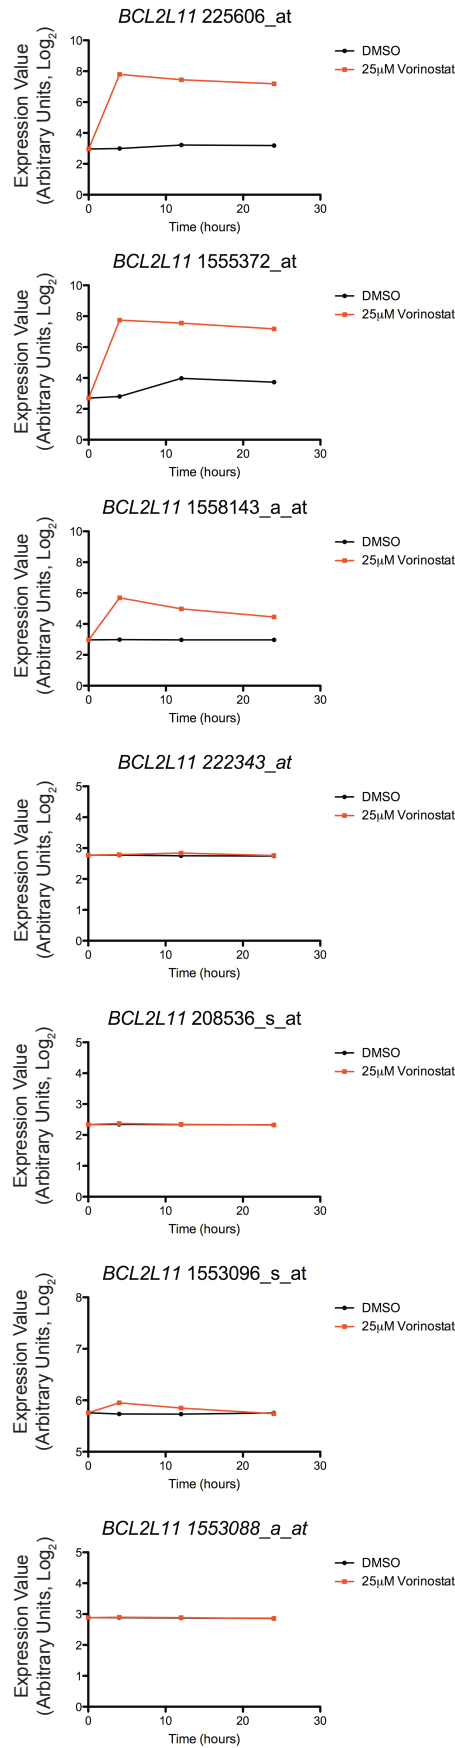 BCL2L11 225606_at
Expression Value
(Arbitrary Units, Log2)
10
8
6
4
2
0
0 10 20 30
Time (hours)
DMSO
25μM Vorinostat
BCL2L11 1555372_at
Expression Value
(Arbitrary Units, Log2)
10
8
6
4
2
0
0 10 20 30
Time (hours)
DMSO
25μM Vorinostat
BCL2L11 1558143_a_at
Expression Value
(Arbitrary Units, Log2)
10
8
6
4
2
0
0 10 20 30
Time (hours)
DMSO
25μM Vorinostat
BCL2L11 222343_at
Expression Value
(Arbitrary Units, Log2)
5
4
3
2
1
0
0 10 20 30
Time (hours)
DMSO
25μM Vorinostat
BCL2L11 208536_s_at
Expression Value
(Arbitrary Units, Log2)
5
4
3
2
1
0
0 10 20 30
Time (hours)
DMSO
25μM Vorinostat
BCL2L11 1553096_s_at
Expression Value
(Arbitrary Units, Log2)
8
7
6
5
0 10 20 30
Time (hours)
DMSO
25μM Vorinostat
BCL2L11 1553088_a_at
Expression Value
(Arbitrary Units, Log2)
5
4
3
2
1
0
0 10 20 30
Time (hours)
DMSO
25μM Vorinostat